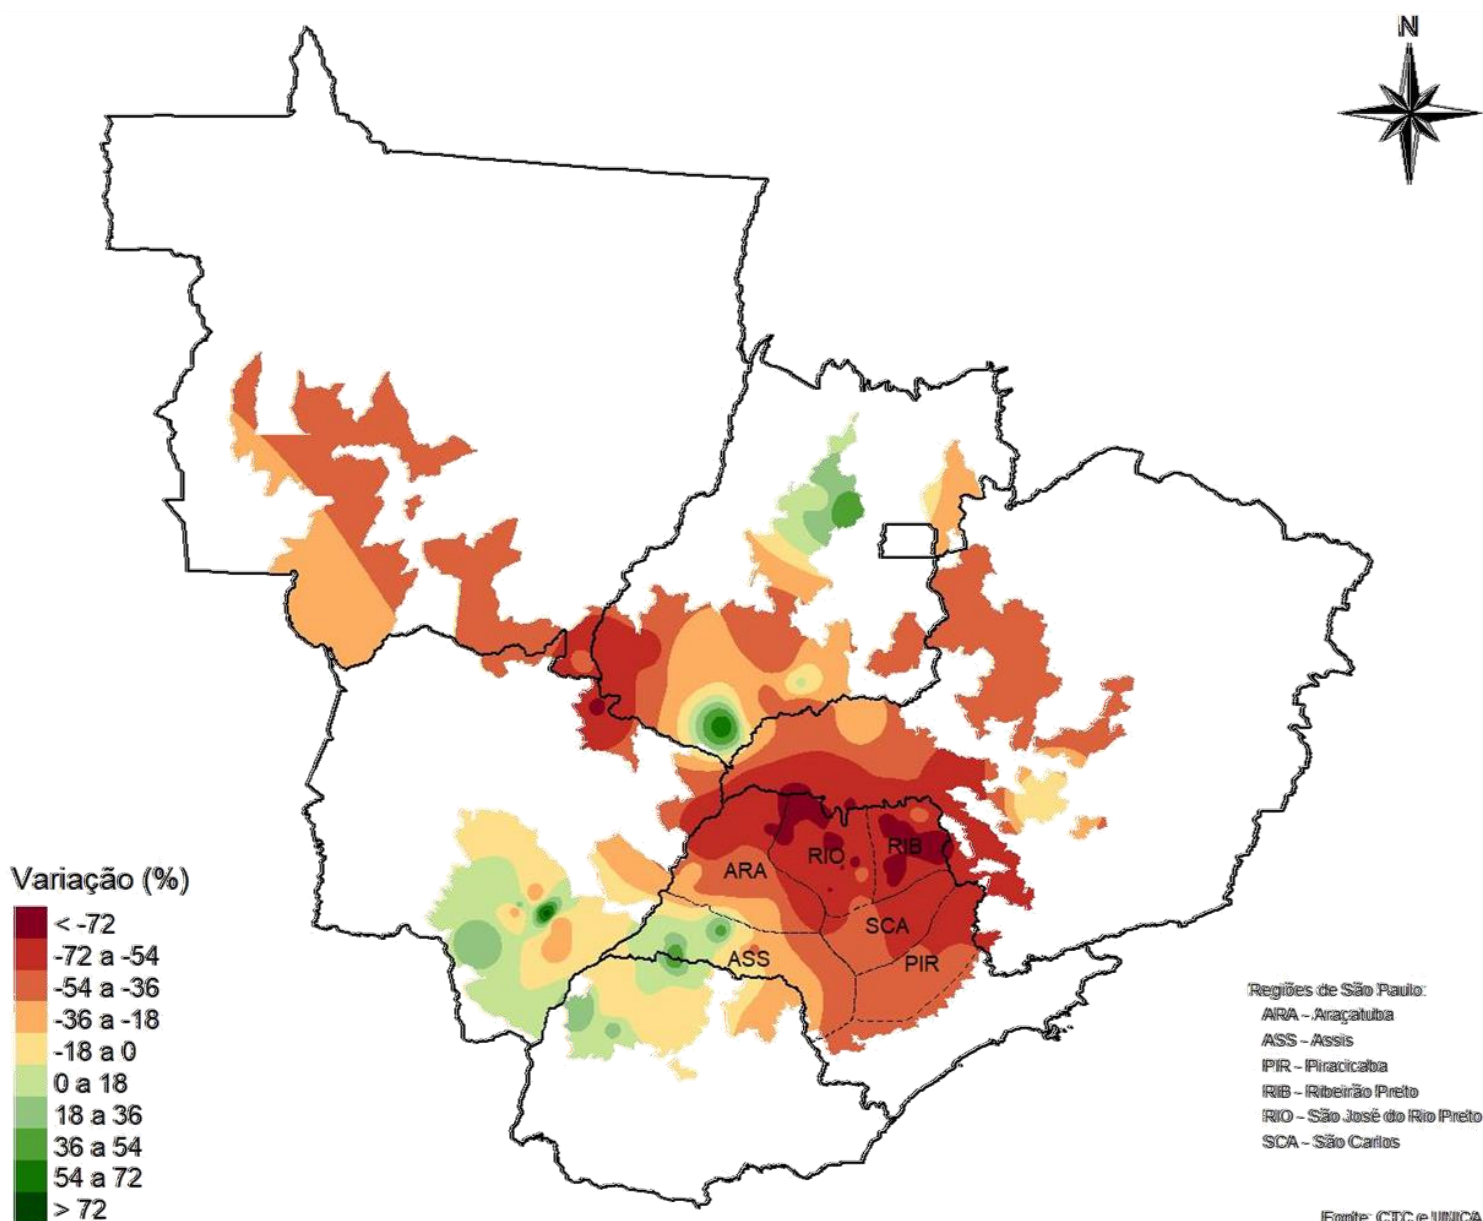 N
ARA
RIO
RIB
SCA
ASS
PIR
Variação (%)
< -72
-72 a -54
-54 a -36
-36 a -18
-18 a 0
0 a 18
18 a 36
36 a 54
54 a 72
> 72
Regiões de São Paulo:
ARA - Araçatuba
ASS - Assis
PIR - Piracicaba
RIB - Ribeirão Preto
RIO - São José do Rio Preto
SCA - São Carlos
Fonte: CTC e UNICA